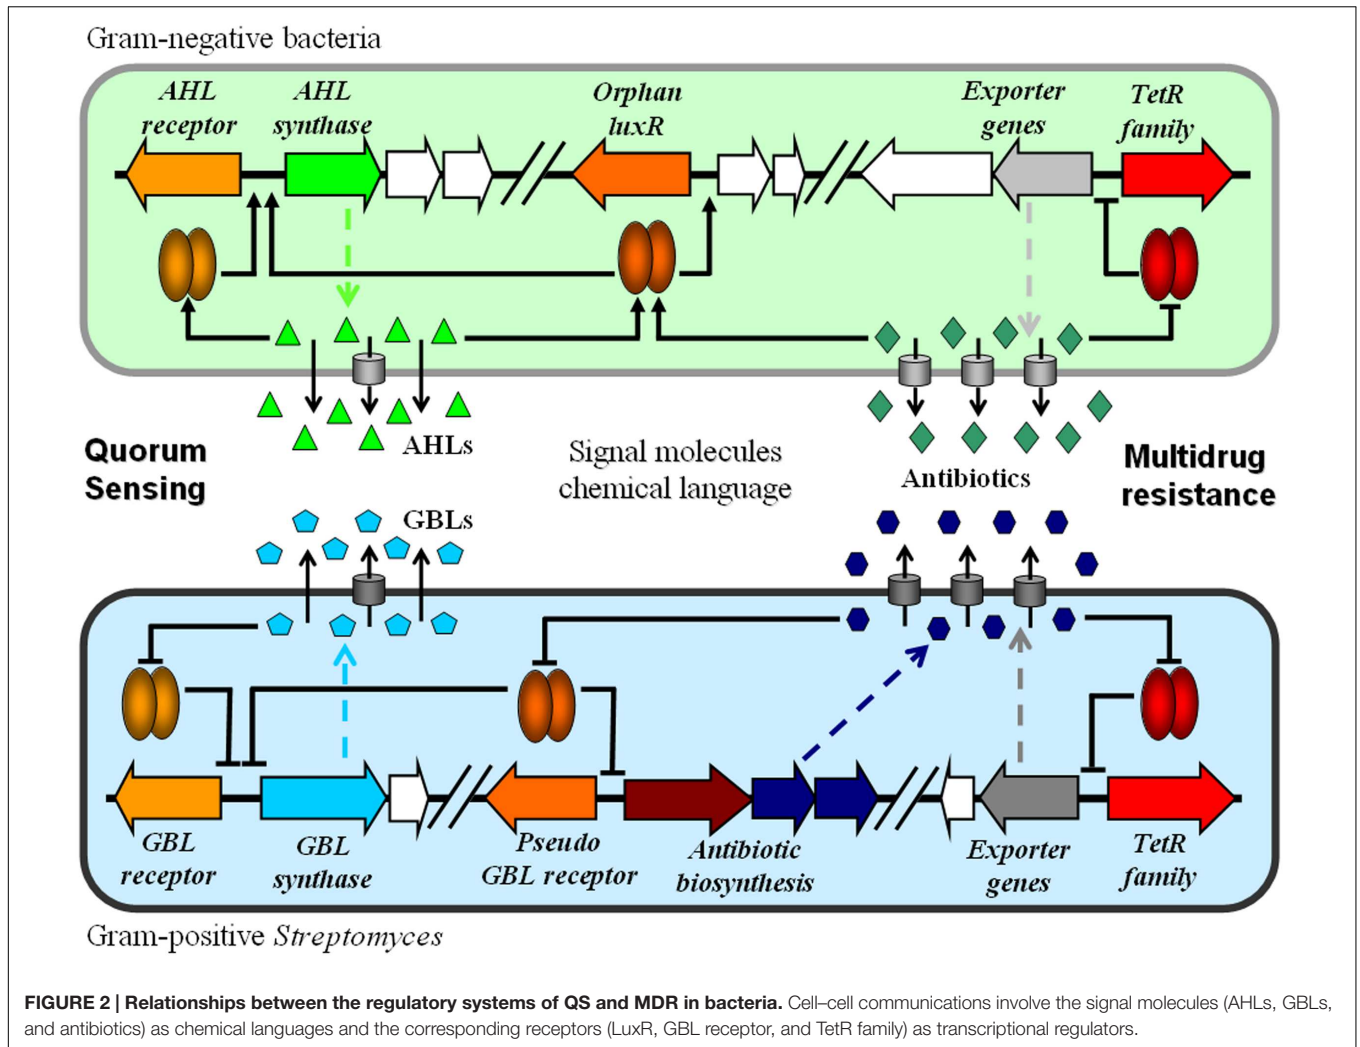 Gram-negative bacteria
AHL
receptor
AHL
synthase
Orphan
luxR
Exporter
genes
TetR
family
Quorum
Sensing
AHLs
Signal molecules
chemical language
Antibiotics
Multidrug
resistance
GBLs
GBL
receptor
GBL
synthase
Pseudo
GBL receptor
Antibiotic
biosynthesis
Exporter
genes
TetR
family
Gram-positive Streptomyces
FIGURE 2 | Relationships between the regulatory systems of QS and MDR in bacteria. Cell–cell communications involve the signal molecules (AHLs, GBLs,
and antibiotics) as chemical languages and the corresponding receptors (LuxR, GBL receptor, and TetR family) as transcriptional regulators.